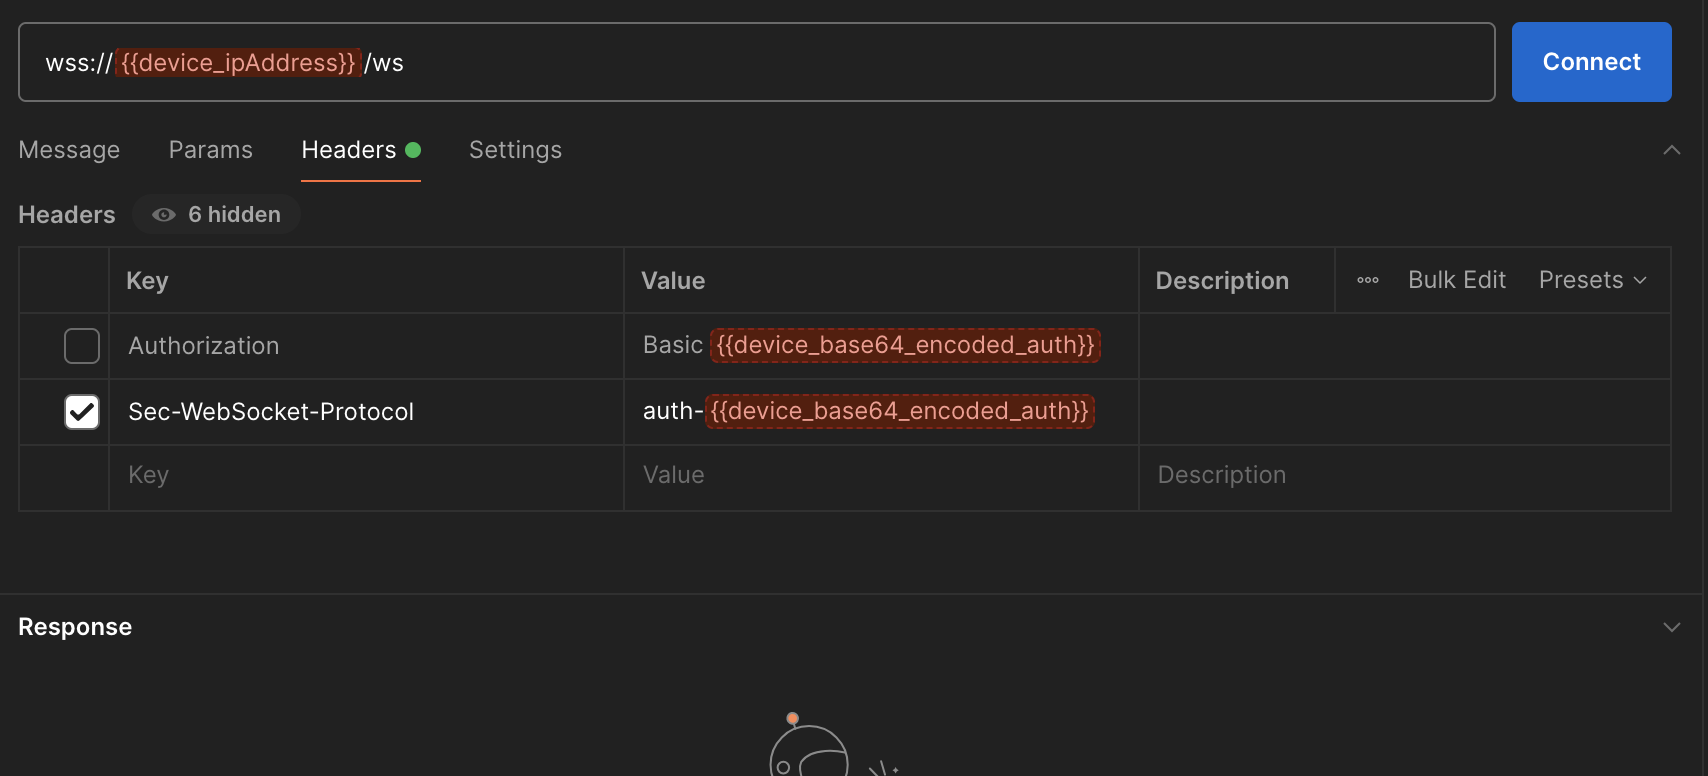 wss://{{device_ipAddress}}/ws
Connect
Message Params Headers Settings
Headers 6 hidden
Key Value Description Bulk Edit Presets
Authorization Basic {{device_base64_encoded_auth}}
Sec-WebSocket-Protocol auth-{{device_base64_encoded_auth}}
Key Value Description
Response